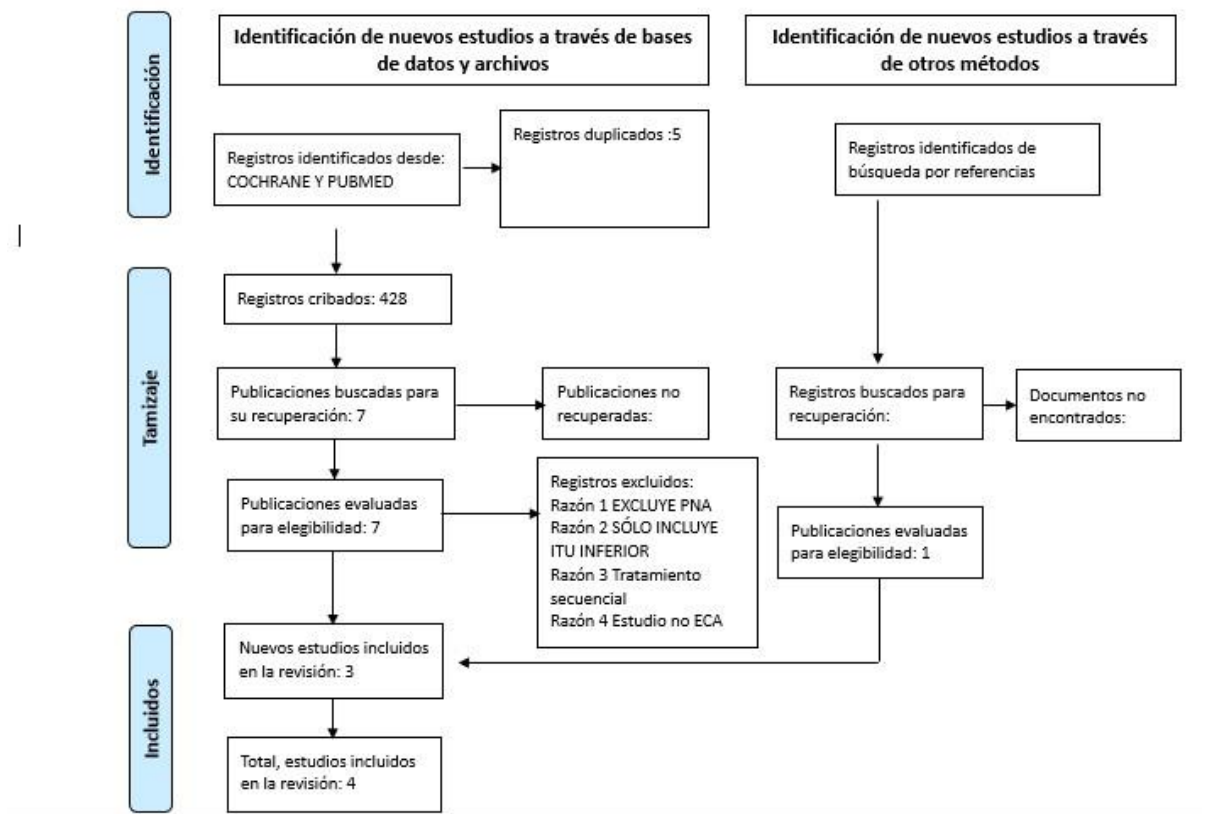 Identificación
Identificación de nuevos estudios a través de bases
de datos y archivos
Identificación de nuevos estudios a través
de otros métodos
Registros identificados desde:
COCHRANE Y PUBMED
Registros duplicados :5
Registros identificados de
búsqueda por referencias
Tamizaje
Registros cribados: 428
Publicaciones buscadas para
su recuperación: 7
Publicaciones no
recuperadas:
Registros buscados para
recuperación:
Documentos no
encontrados:
Publicaciones evaluadas
para elegibilidad: 7
Registros excluidos:
Razón 1 EXCLUYE PNA
Razón 2 SÓLO INCLUYE
ITU INFERIOR
Razón 3 Tratamiento
secuencial
Razón 4 Estudio no ECA
Publicaciones evaluadas
para elegibilidad: 1
Incluidos
Nuevos estudios incluidos
en la revisión: 3
Total, estudios incluidos
en la revisión: 4